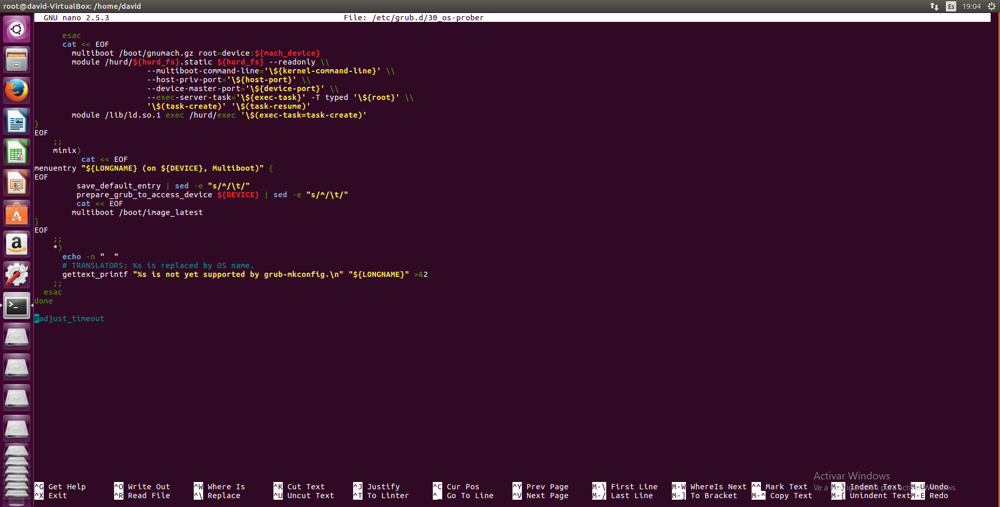 root@david-VirtualBox: /home/david
Es 19:04
GNU nano 2.5.3 File: /etc/grub.d/30_os-prober
esac
cat << EOF
multiboot /boot/gnumach.gz root=device:${mach_device}
module /hurd/${hurd_fs}.static ${hurd_fs} --readonly \\
--multiboot-command-line='\${kernel-command-line}' \\
--host-priv-port='\${host-port}' \\
--device-master-port='\${device-port}' \\
--exec-server-task='\${exec-task}' -T typed '\${root}' \\
'\$(task-create)' '\$(task-resume)'
module /lib/ld.so.1 exec /hurd/exec '\$(exec-task=task-create)'
}
EOF
;;
minix)
cat << EOF
menuentry "${LONGNAME} (on ${DEVICE}, Multiboot)" {
EOF
save_default_entry | sed -e "s/^/\t/"
prepare_grub_to_access_device ${DEVICE} | sed -e "s/^/\t/"
cat << EOF
multiboot /boot/image_latest
}
EOF
;;
*)
echo -n "  "
# TRANSLATORS: %s is replaced by OS name.
gettext_printf "%s is not yet supported by grub-mkconfig.\n" "${LONGNAME}" >&2
;;
esac
done
#adjust_timeout
Activar Windows
Ve a Configuración para activar Windows.
^G Get Help ^O Write Out ^W Where Is ^K Cut Text ^J Justify ^C Cur Pos ^Y Prev Page M-\ First Line M-W WhereIs Next ^^ Mark Text M-} Indent Text M-U Undo
^X Exit ^R Read File ^\ Replace ^U Uncut Text ^T To Linter ^_ Go To Line ^V Next Page M-/ Last Line M-] To Bracket M-^ Copy Text M-{ Unindent Text M-E Redo